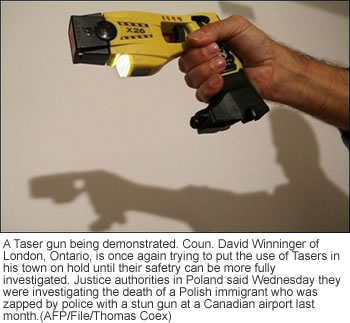 X26
A Taser gun being demonstrated. Coun. David Winninger of
London, Ontario, is once again trying to put the use of Tasers in
his town on hold until their safetry can be more fully
investigated. Justice authorities in Poland said Wednesday they
were investigating the death of a Polish immigrant who was
zapped by police with a stun gun at a Canadian airport last
month.(AFP/File/Thomas Coex)